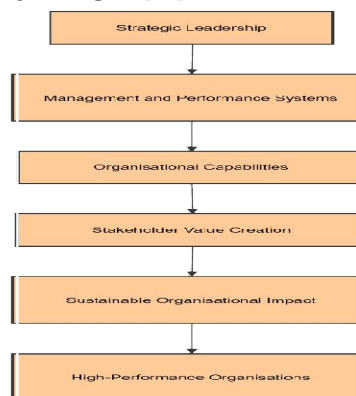 Strategic Leadership
Management and Performance Systems
Organisational Capabilities
Stakeholder Value Creation
Sustainable Organisational Impact
High-Performance Organisations